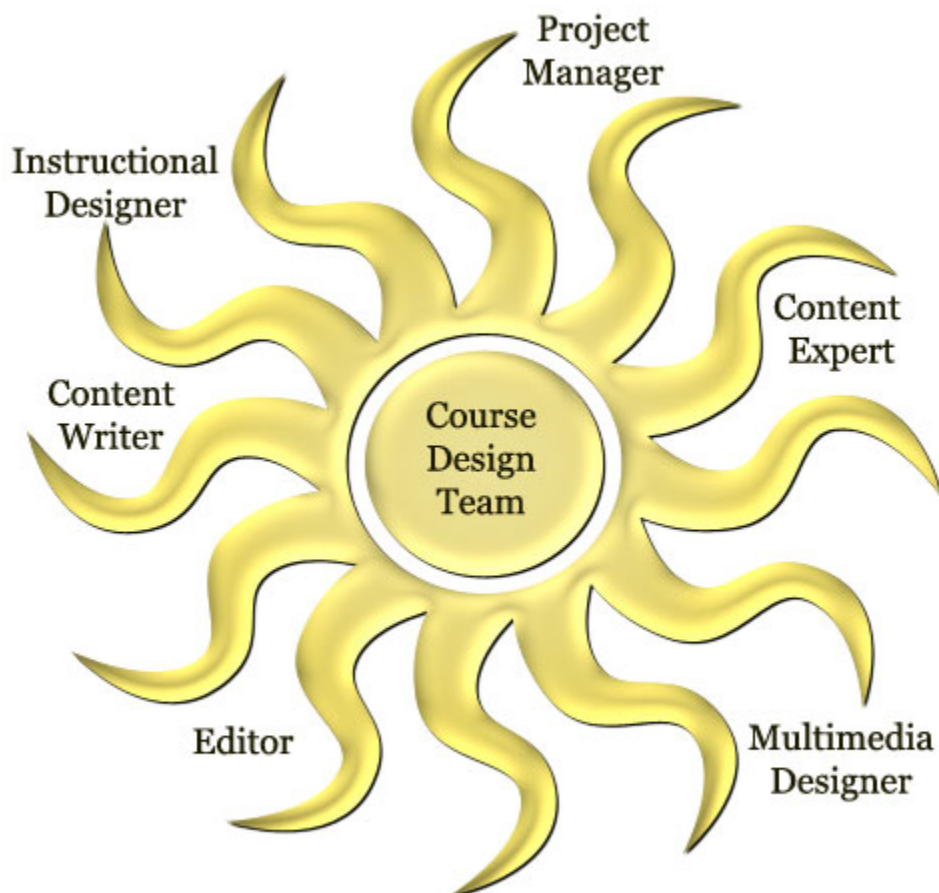 Project
Manager
Instructional
Designer
Content
Expert
Content
Writer
Course
Design
Team
Editor
Multimedia
Designer